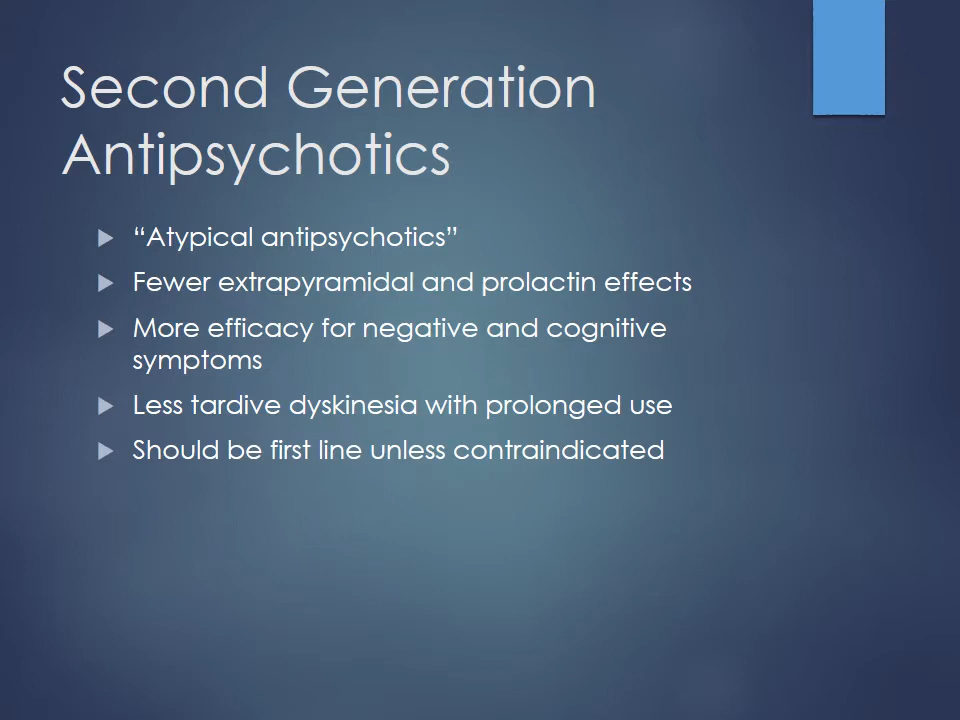 Second Generation
Antipsychotics
“Atypical antipsychotics”
Fewer extrapyramidal and prolactin effects
More efficacy for negative and cognitive
symptoms
Less tardive dyskinesia with prolonged use
Should be first line unless contraindicated